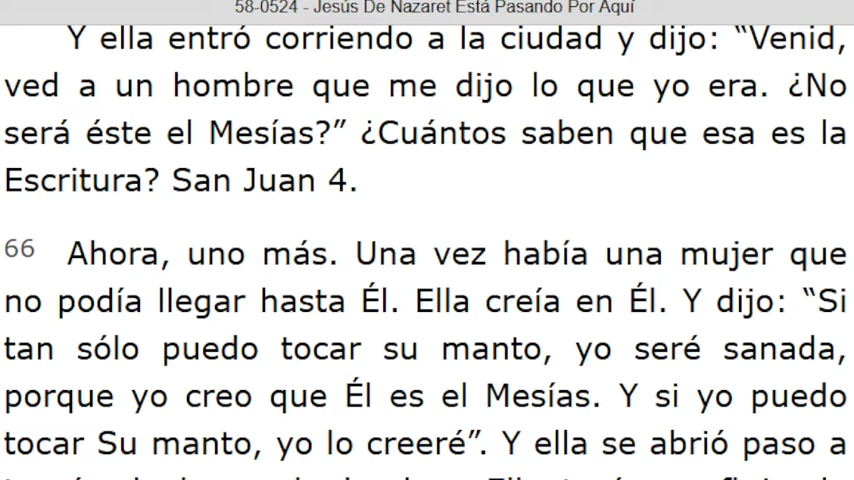 58-0524 - Jesús De Nazaret Está Pasando Por Aquí
Y ella entró corriendo a la ciudad y dijo: “Venid,
ved a un hombre que me dijo lo que yo era. ¿No
será éste el Mesías?” ¿Cuántos saben que esa es la
Escritura? San Juan 4.
66 Ahora, uno más. Una vez había una mujer que
no podía llegar hasta Él. Ella creía en Él. Y dijo: “Si
tan sólo puedo tocar su manto, yo seré sanada,
porque yo creo que Él es el Mesías. Y si yo puedo
tocar Su manto, yo lo creeré”. Y ella se abrió paso a